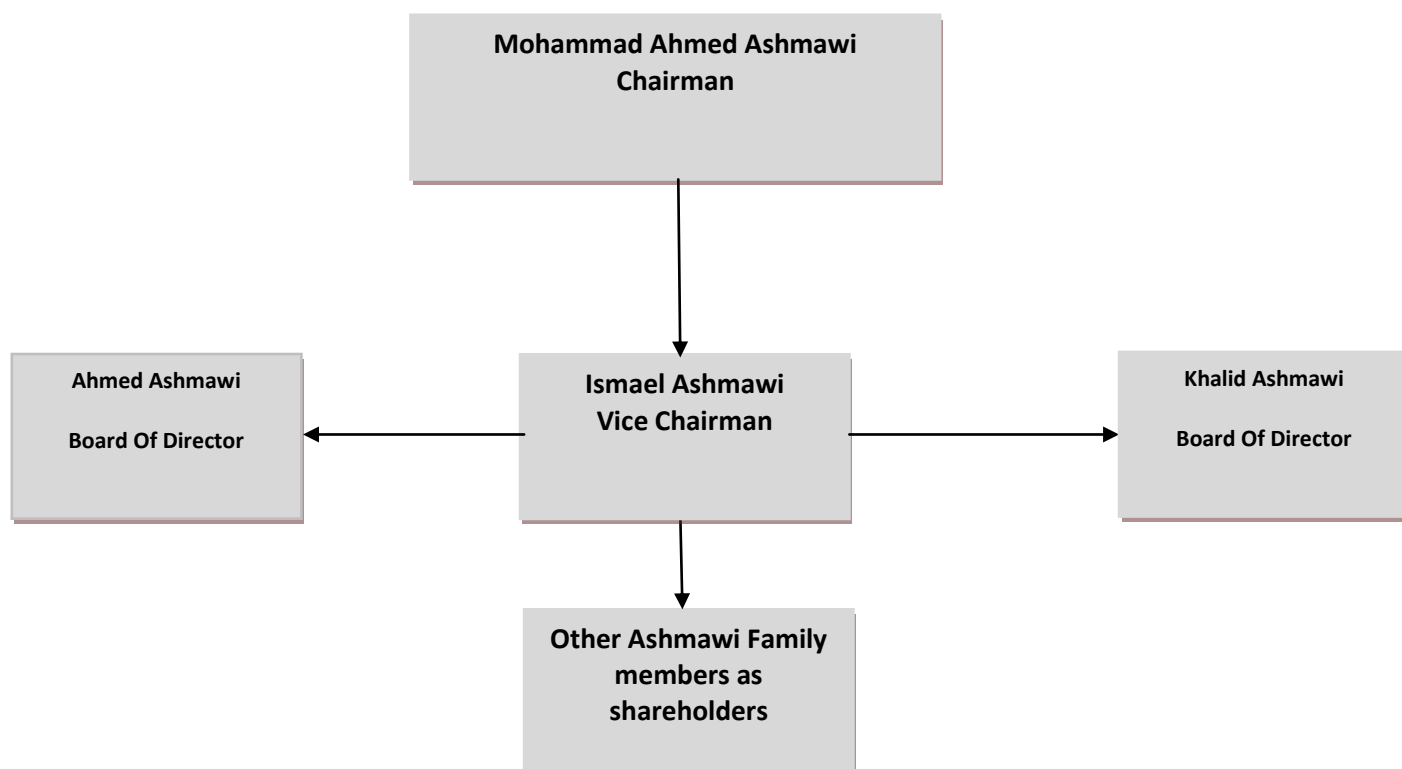 Mohammad Ahmed Ashmawi
Chairman
Ahmed Ashmawi
Board Of Director
Ismael Ashmawi
Vice Chairman
Khalid Ashmawi
Board Of Director
Other Ashmawi Family
members as
shareholders